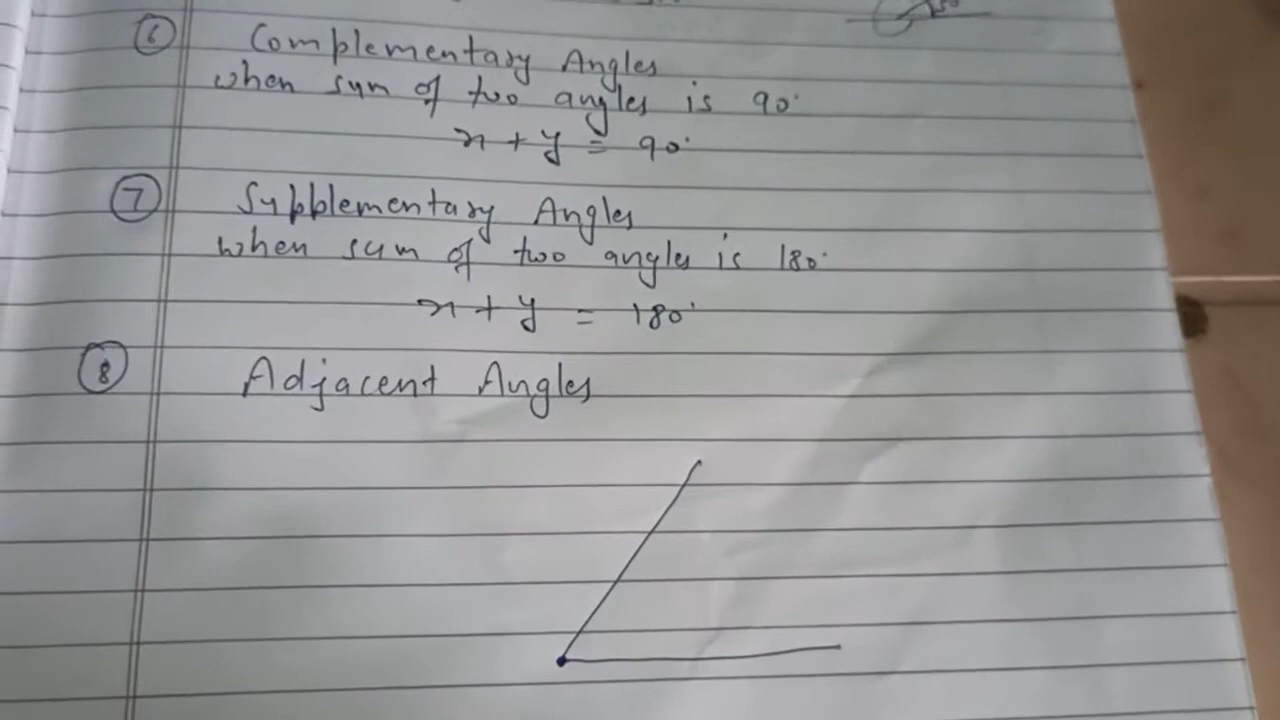 6 Complementary Angles
when sum of two angles is 90°
x + y = 90°
7 Supplementary Angles
when sum of two angles is 180°
x + y = 180°
8 Adjacent Angles